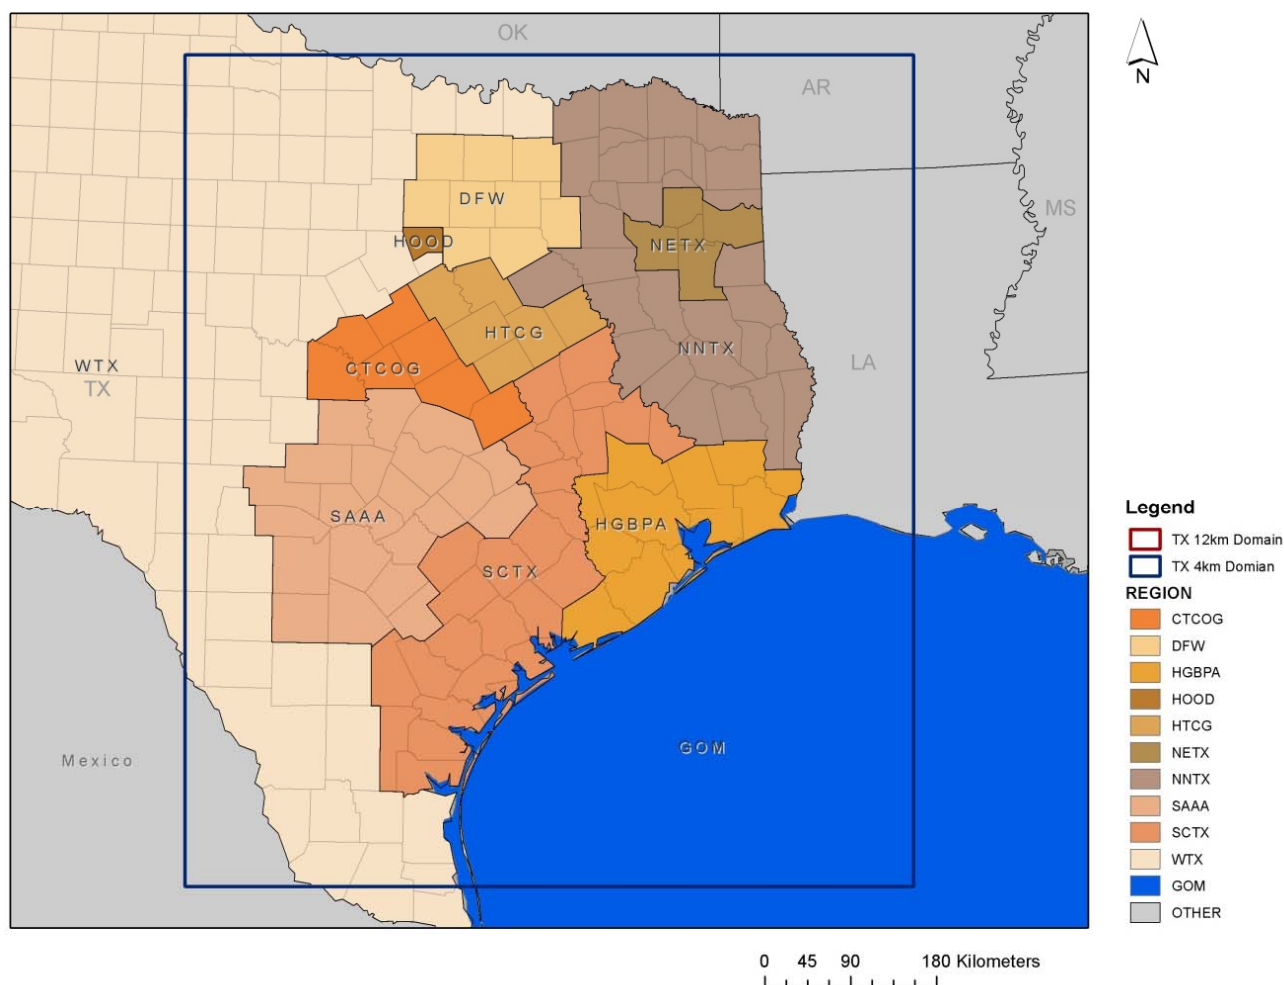 OK
AR
N
DFW
MS
HOOD
NETX
HTCG
NNTX
WTX
CTCOG
LA
TX
SAAA
HGBPA
SCTX
GOM
Mexico
Legend
TX 12km Domain
TX 4km Domian
REGION
CTCOG
DFW
HGBPA
HOOD
HTCG
NETX
NNTX
SAAA
SCTX
WTX
GOM
OTHER
0 45 90 180 Kilometers